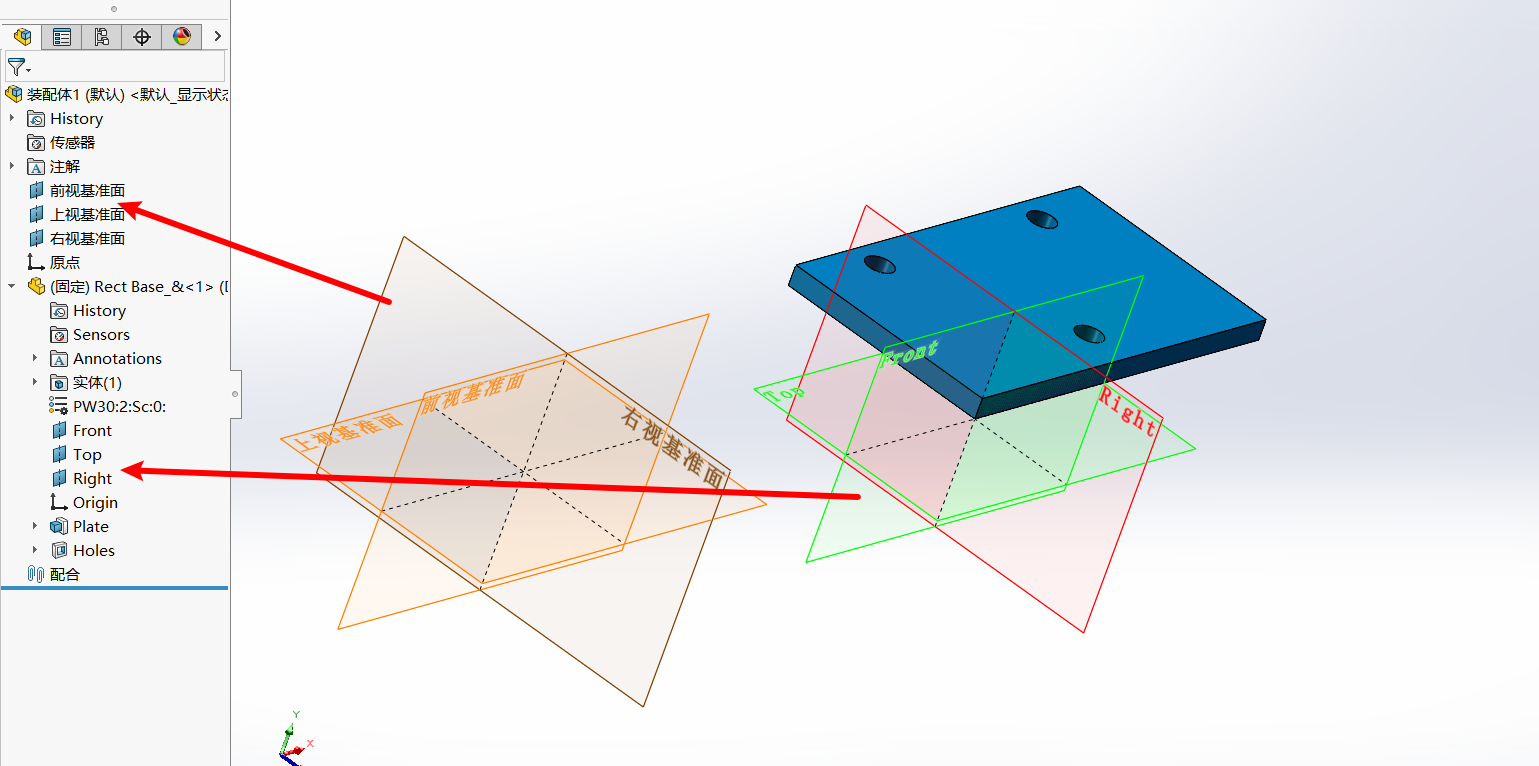 装配体1 (默认) <默认_显示状态
History
传感器
注解
前视基准面
上视基准面
右视基准面
原点
(固定) Rect Base_&<1> (
History
Sensors
Annotations
实体(1)
PW30:2:Sc:0:
Front
Top
Right
Origin
Plate
Holes
配合
前视基准面
上视基准面
右视基准面
Front
Top
Right
Y
X